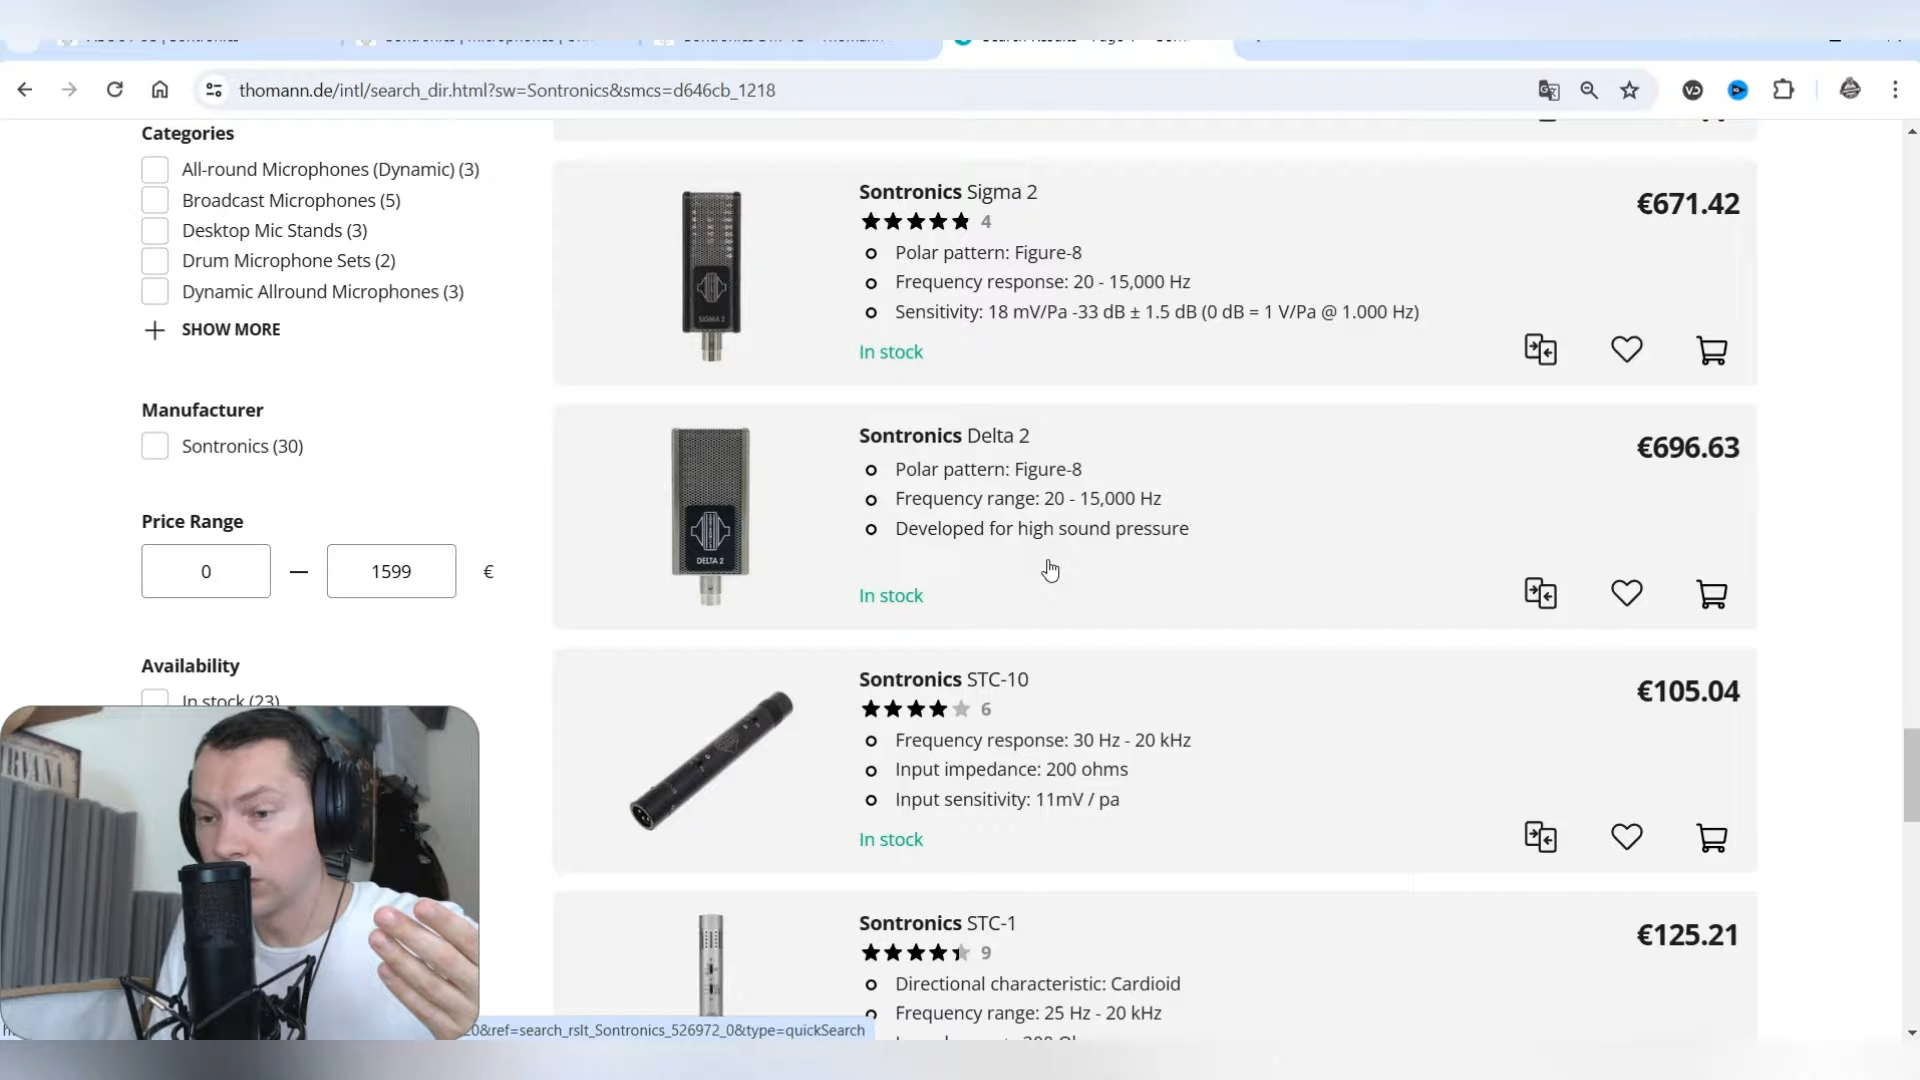 thomann.de/intl/search_dir.html?sw=Sontronics&smcs=d646cb_1218
Categories
All-round Microphones (Dynamic) (3)
Broadcast Microphones (5)
Desktop Mic Stands (3)
Drum Microphone Sets (2)
Dynamic Allround Microphones (3)
SHOW MORE
Manufacturer
Sontronics (30)
Price Range
0 — 1599 €
Availability
In stock (23)
Sontronics Sigma 2
€671.42
4
Polar pattern: Figure-8
Frequency response: 20 - 15,000 Hz
Sensitivity: 18 mV/Pa -33 dB ± 1.5 dB (0 dB = 1 V/Pa @ 1.000 Hz)
In stock
SIGMA 2
Sontronics Delta 2
€696.63
Polar pattern: Figure-8
Frequency range: 20 - 15,000 Hz
Developed for high sound pressure
In stock
DELTA 2
Sontronics STC-10
€105.04
6
Frequency response: 30 Hz - 20 kHz
Input impedance: 200 ohms
Input sensitivity: 11mV / pa
In stock
Sontronics STC-1
€125.21
9
Directional characteristic: Cardioid
Frequency range: 25 Hz - 20 kHz
0&ref=search_rslt_Sontronics_526972_0&type=quickSearch